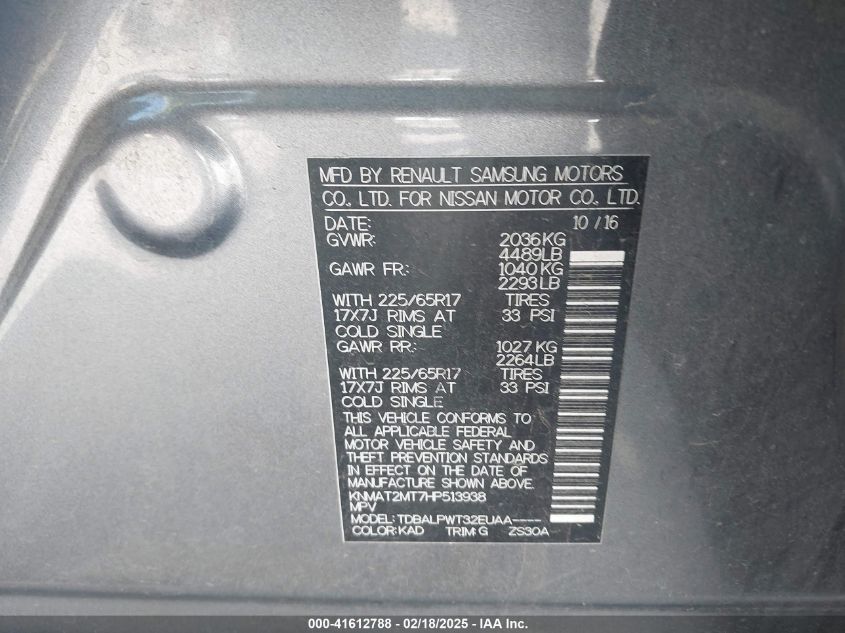 MFD BY RENAULT SAMSUNG MOTORS
CO., LTD. FOR NISSAN MOTOR CO., LTD.
DATE: 10 / 16
GVWR: 2036KG
4489LB
GAWR FR: 1040KG
2293LB
WITH 225/65R17 TIRES
17X7J RIMS AT 33 PSI
COLD SINGLE
GAWR RR: 1027KG
2264LB
WITH 225/65R17 TIRES
17X7J RIMS AT 33 PSI
COLD SINGLE
THIS VEHICLE CONFORMS TO
ALL APPLICABLE FEDERAL
MOTOR VEHICLE SAFETY AND
THEFT PREVENTION STANDARDS
IN EFFECT ON THE DATE OF
MANUFACTURE SHOWN ABOVE.
KNMAT2MT7HP513938
MPV
MODEL: TDBALPWT32EUAA-----
COLOR: KAD TRIM: G ZS30A
000-41612788 - 02/18/2025 - IAA Inc.